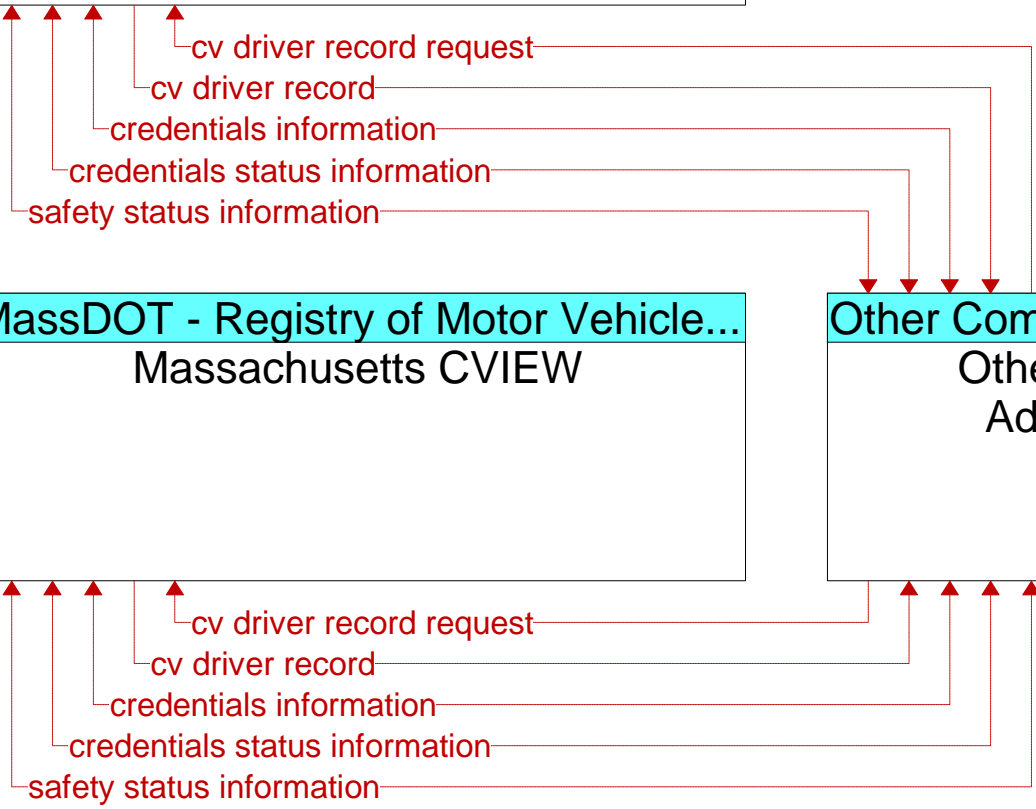 cv driver record request
cv driver record
credentials information
credentials status information
safety status information
MassDOT - Registry of Motor Vehicle...
Other Com
Massachusetts CVIEW
Othe
Ad
cv driver record request
cv driver record
credentials information
credentials status information
safety status information